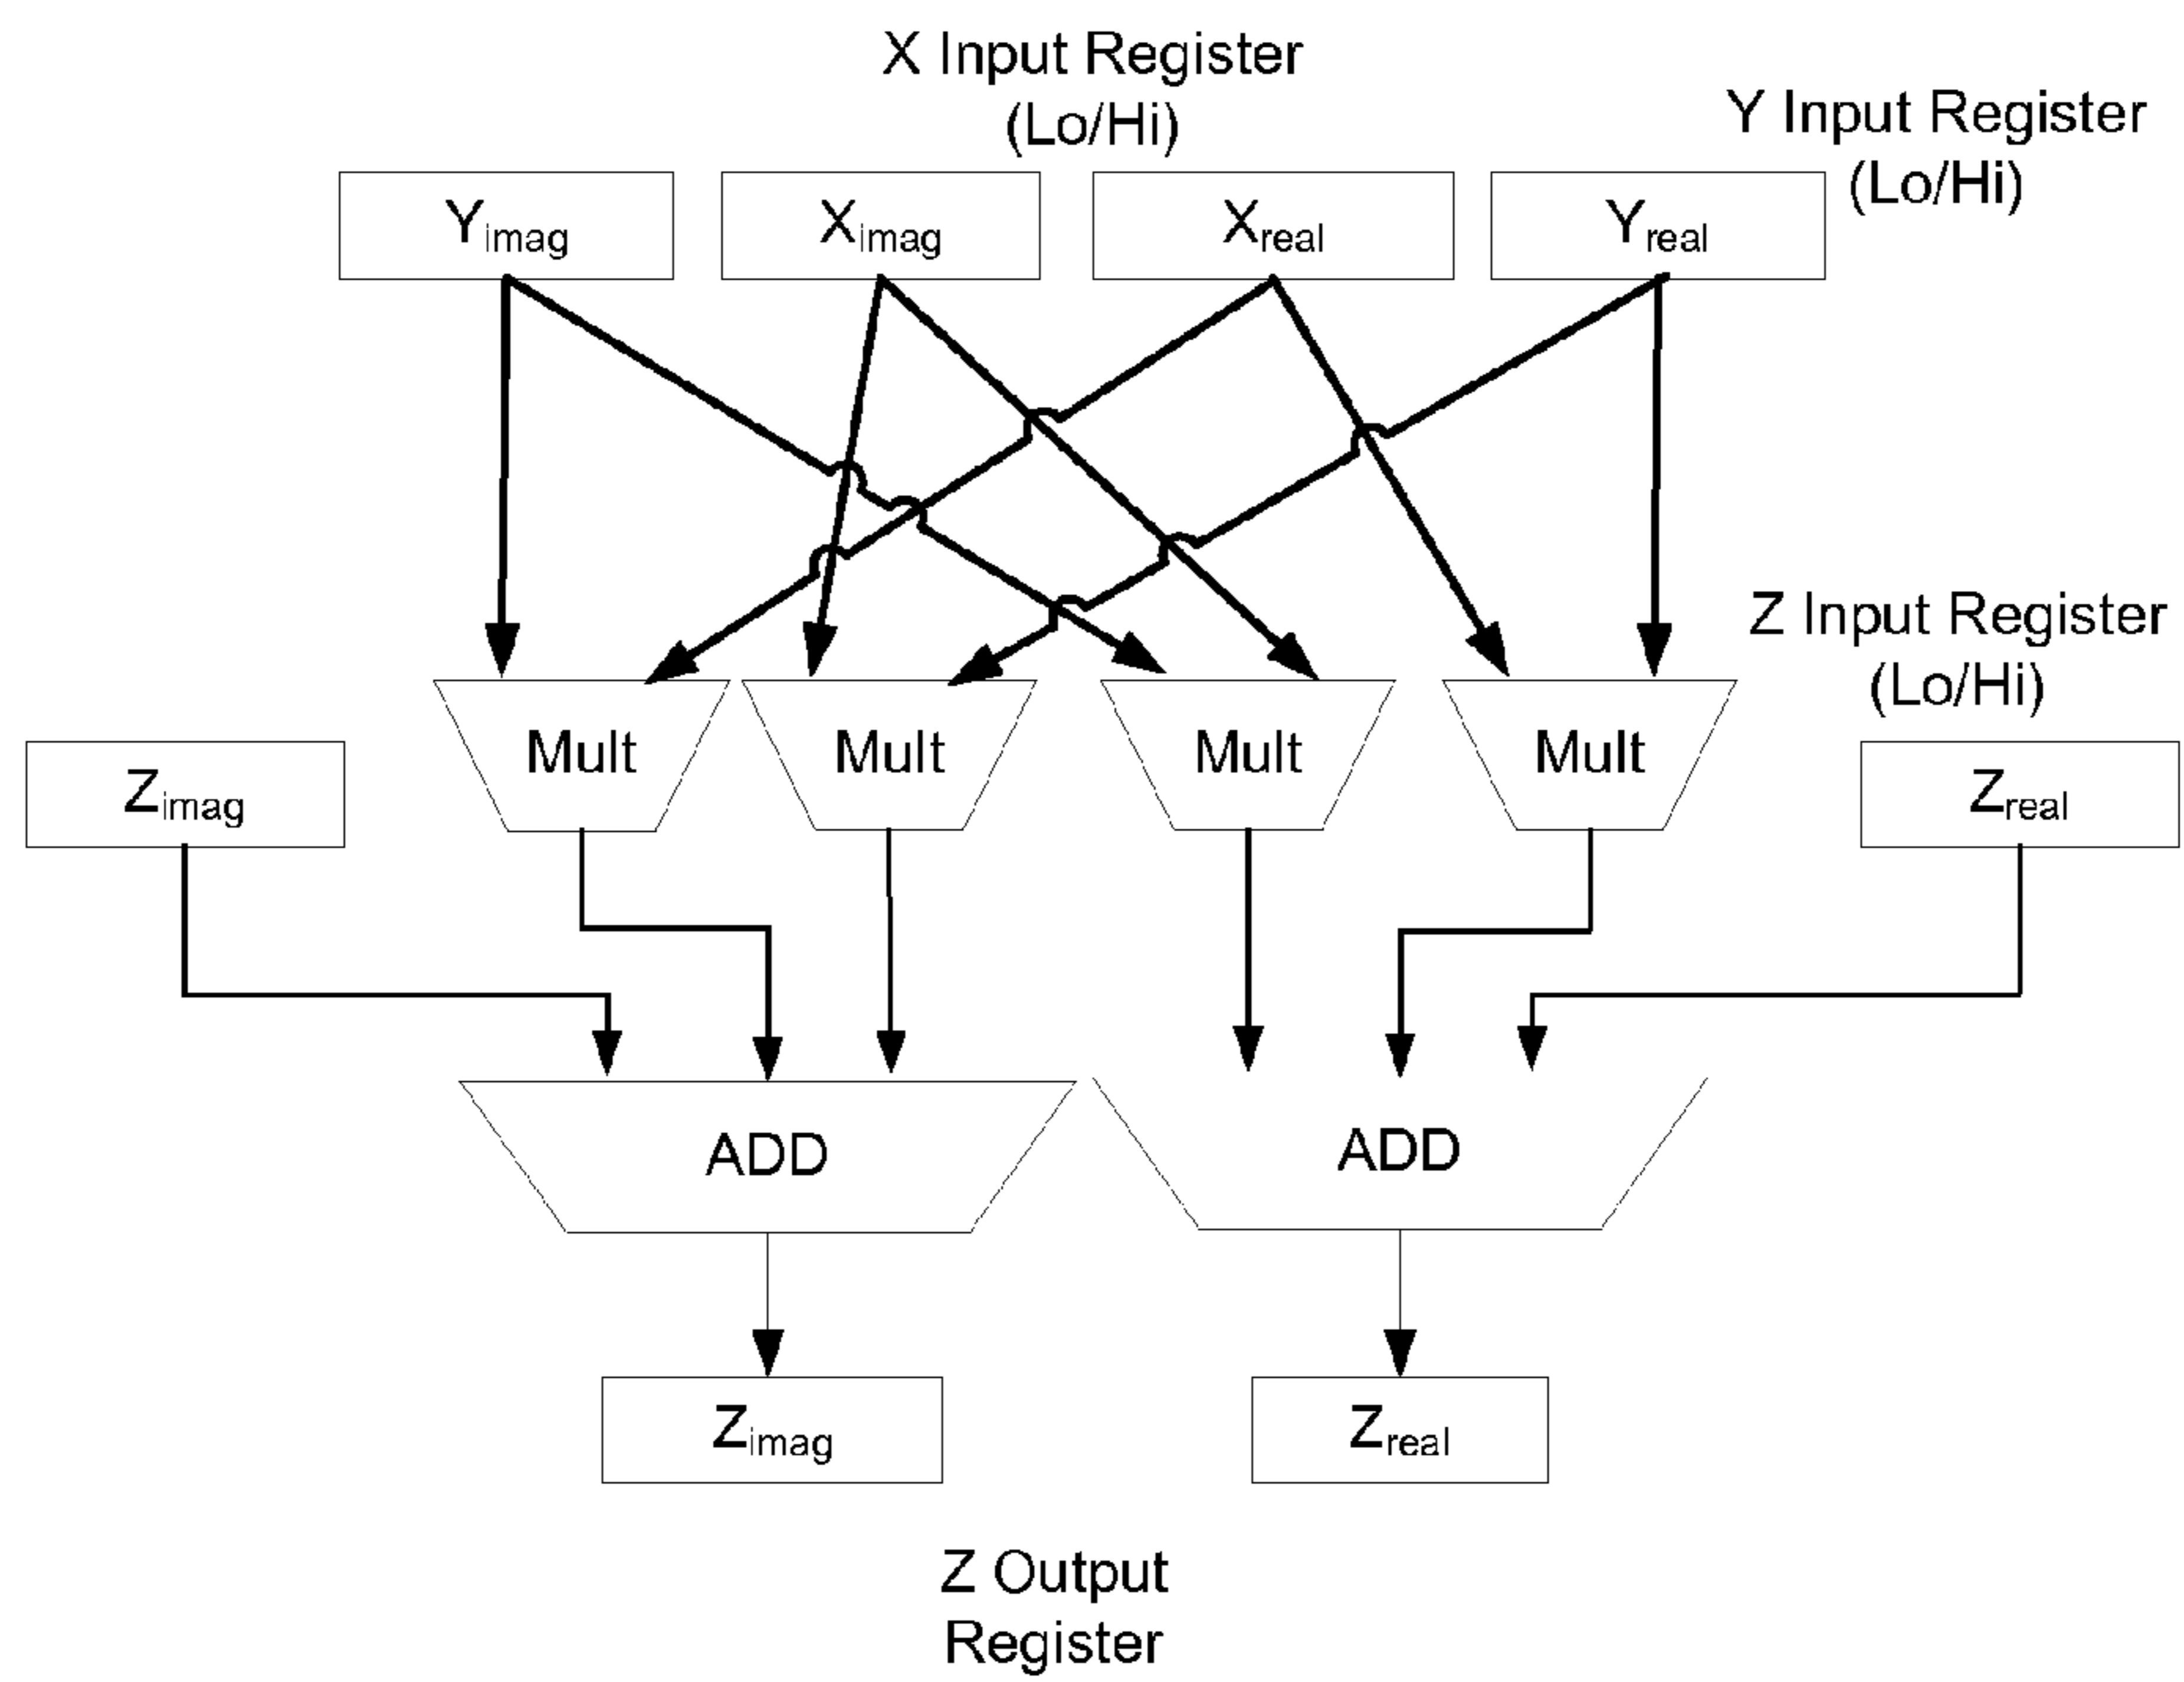 X Input Register
(Lo/Hi)
Y Input Register
(Lo/Hi)
Yimag
Ximag
Xreal
Yreal
Z Input Register
(Lo/Hi)
Mult
Mult
Mult
Mult
Zimag
Zreal
ADD
ADD
Zimag
Zreal
Z Output
Register